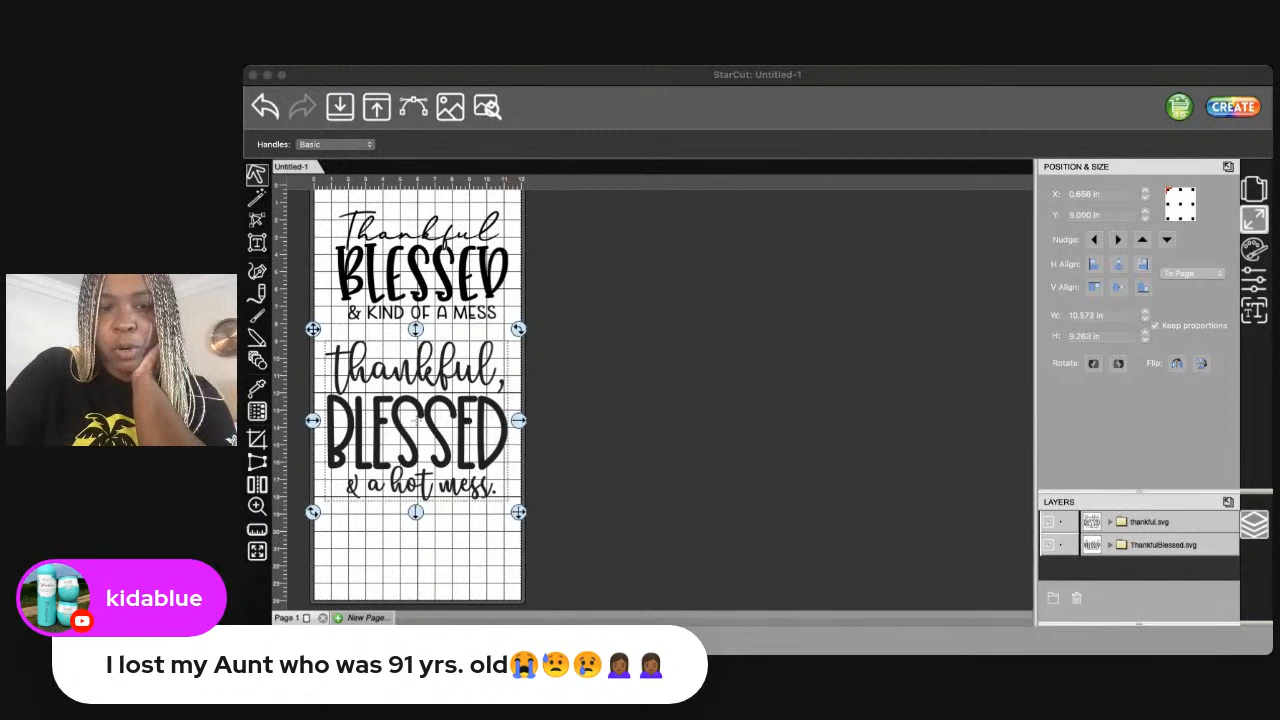 StarCut: Untitled-1
CREATE
Handles: Basic
Untitled-1
POSITION & SIZE
X: 0.656 in
Y: 9.000 in
Nudge:
H Align:
To Page
V Align:
W: 10.573 in
Keep proportions
H: 9.263 in
Rotate:
Flip:
Thankful
BLESSED
& KIND OF A MESS
thankful,
BLESSED
& a hot mess.
LAYERS
thankful.svg
ThankfulBlessed.svg
Page 1
New Page...
kidablue
I lost my Aunt who was 91 yrs. old😭😓😢🙎🏾‍♀️🙎🏾‍♀️